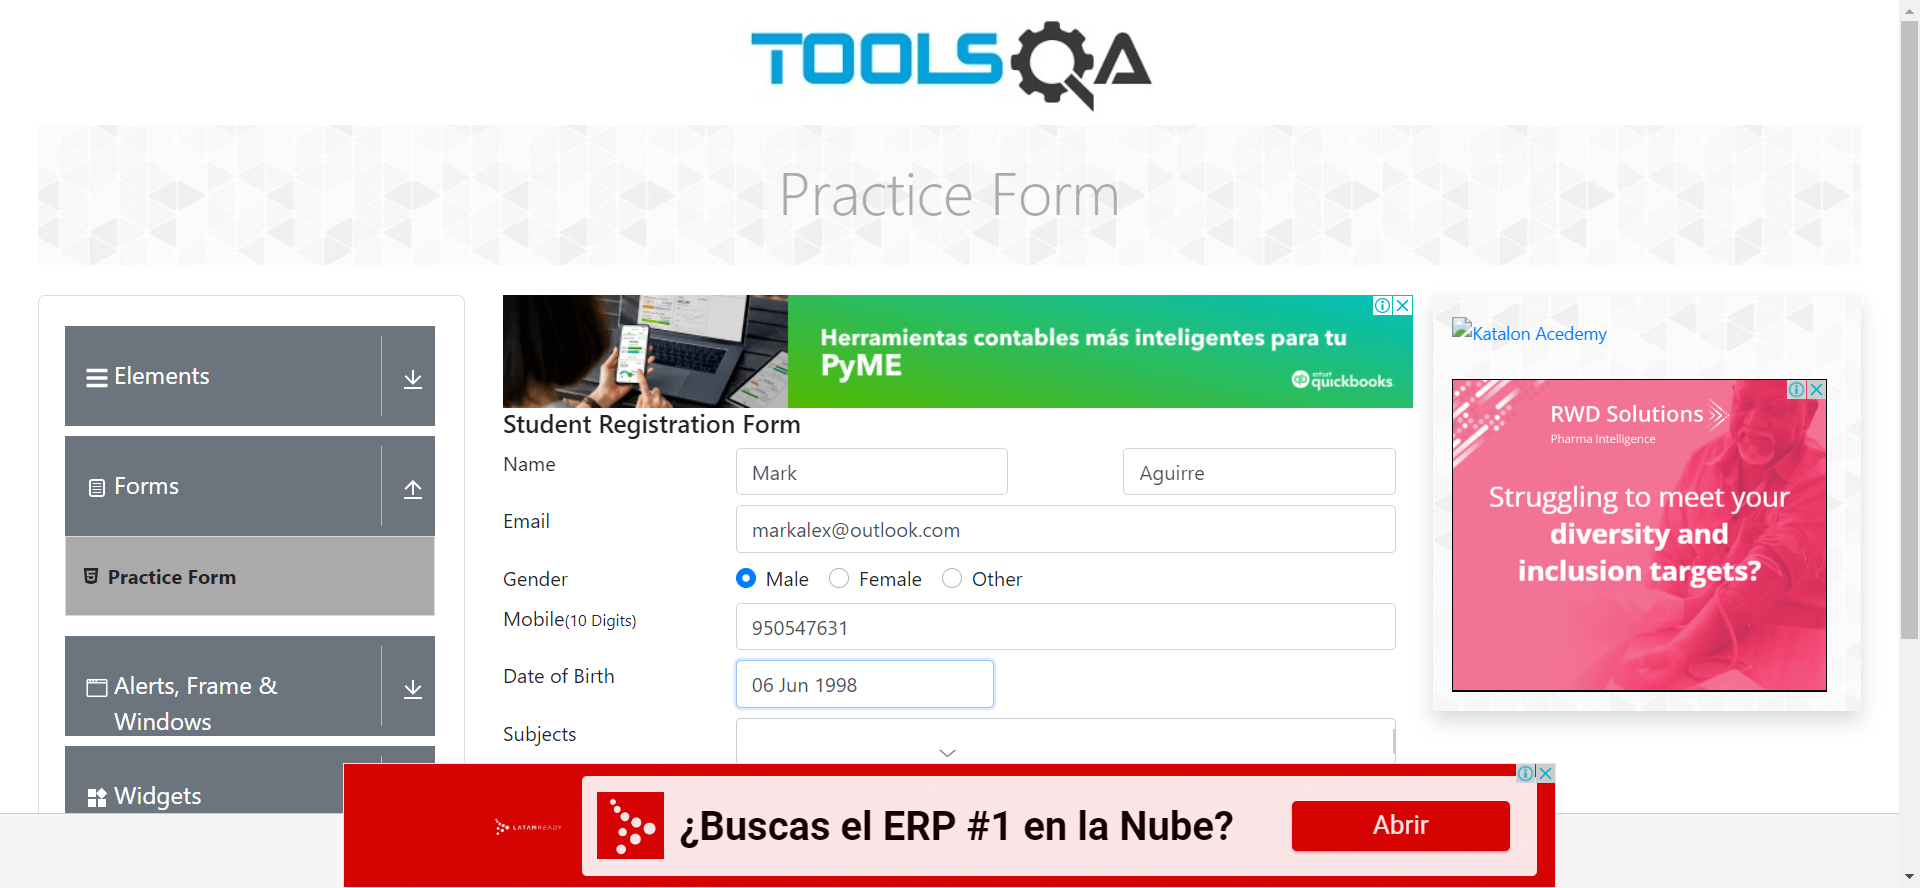 TOOLSQA
Practice Form
Elements
Forms
Practice Form
Alerts, Frame &
Windows
Widgets
Herramientas contables más inteligentes para tu
PyME
intuit
quickbooks.
Student Registration Form
Name
Mark
Aguirre
Email
markalex@outlook.com
Gender
Male
Female
Other
Mobile(10 Digits)
950547631
Date of Birth
06 Jun 1998
Subjects
Katalon Acedemy
RWD Solutions
Pharma Intelligence
Struggling to meet your
diversity and
inclusion targets?
LATAMREADY
¿Buscas el ERP #1 en la Nube?
Abrir